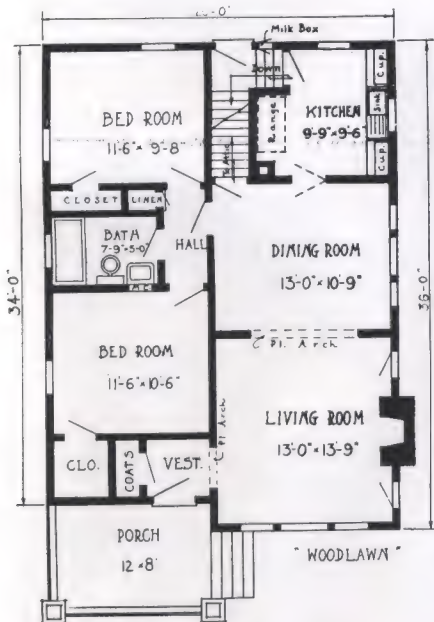 Milk Box
Down
Cup.
BED ROOM
11'-6" × 9'-8"
To Attic
Range
KITCHEN
9'-9" × 9'-6"
Sink
Cup.
CLOSET
LINEN
BATH
7'-9" × 5'-0"
HALL
DINING ROOM
13'-0" × 10'-9"
34'-0"
36'-0"
BED ROOM
11'-6" × 10'-6"
Pl. Arch
Pl. Arch
LIVING ROOM
13'-0" × 13'-9"
CLO.
COATS
VEST.
PORCH
12 × 8'
"WOODLAWN"